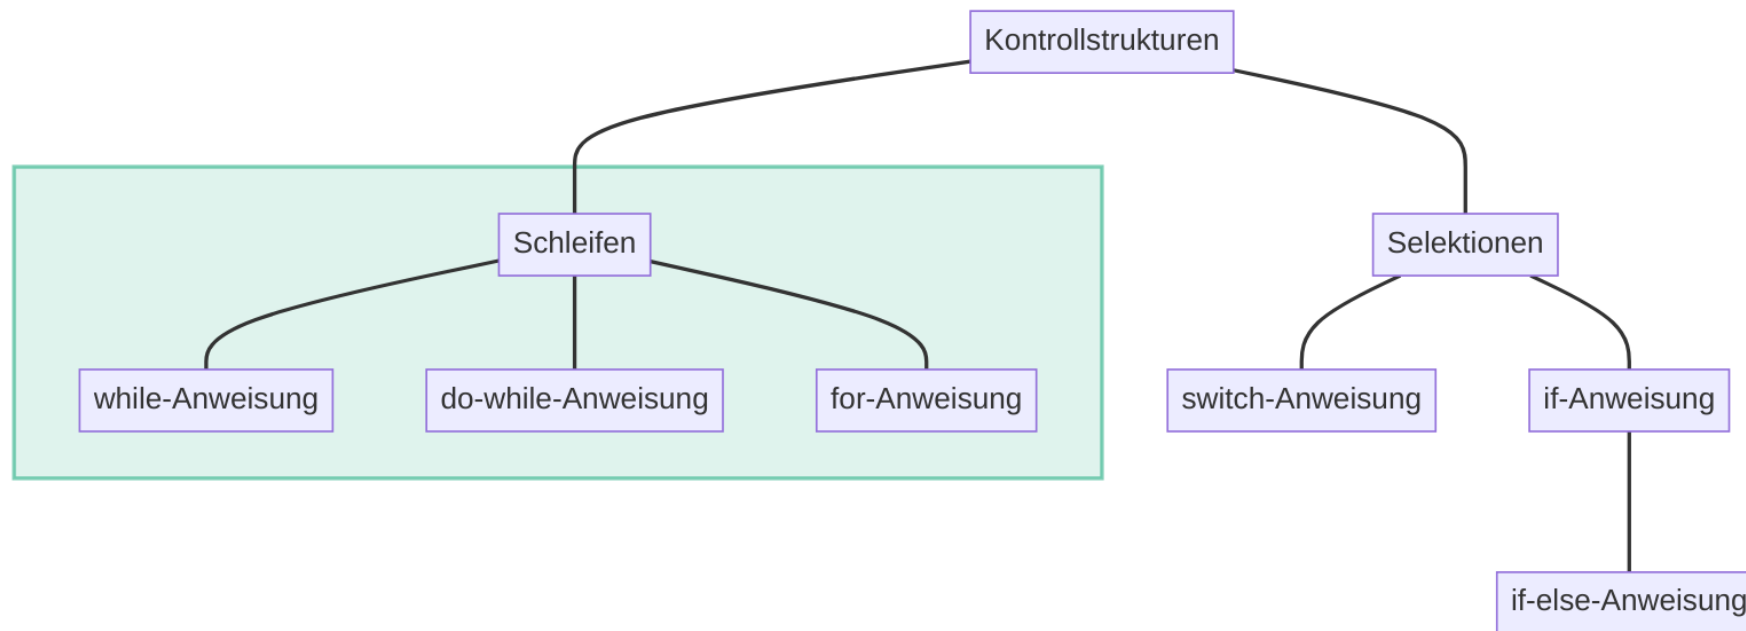 Kontrollstrukturen
Schleifen
Selektionen
while-Anweisung
do-while-Anweisung
for-Anweisung
switch-Anweisung
if-Anweisung
if-else-Anweisung